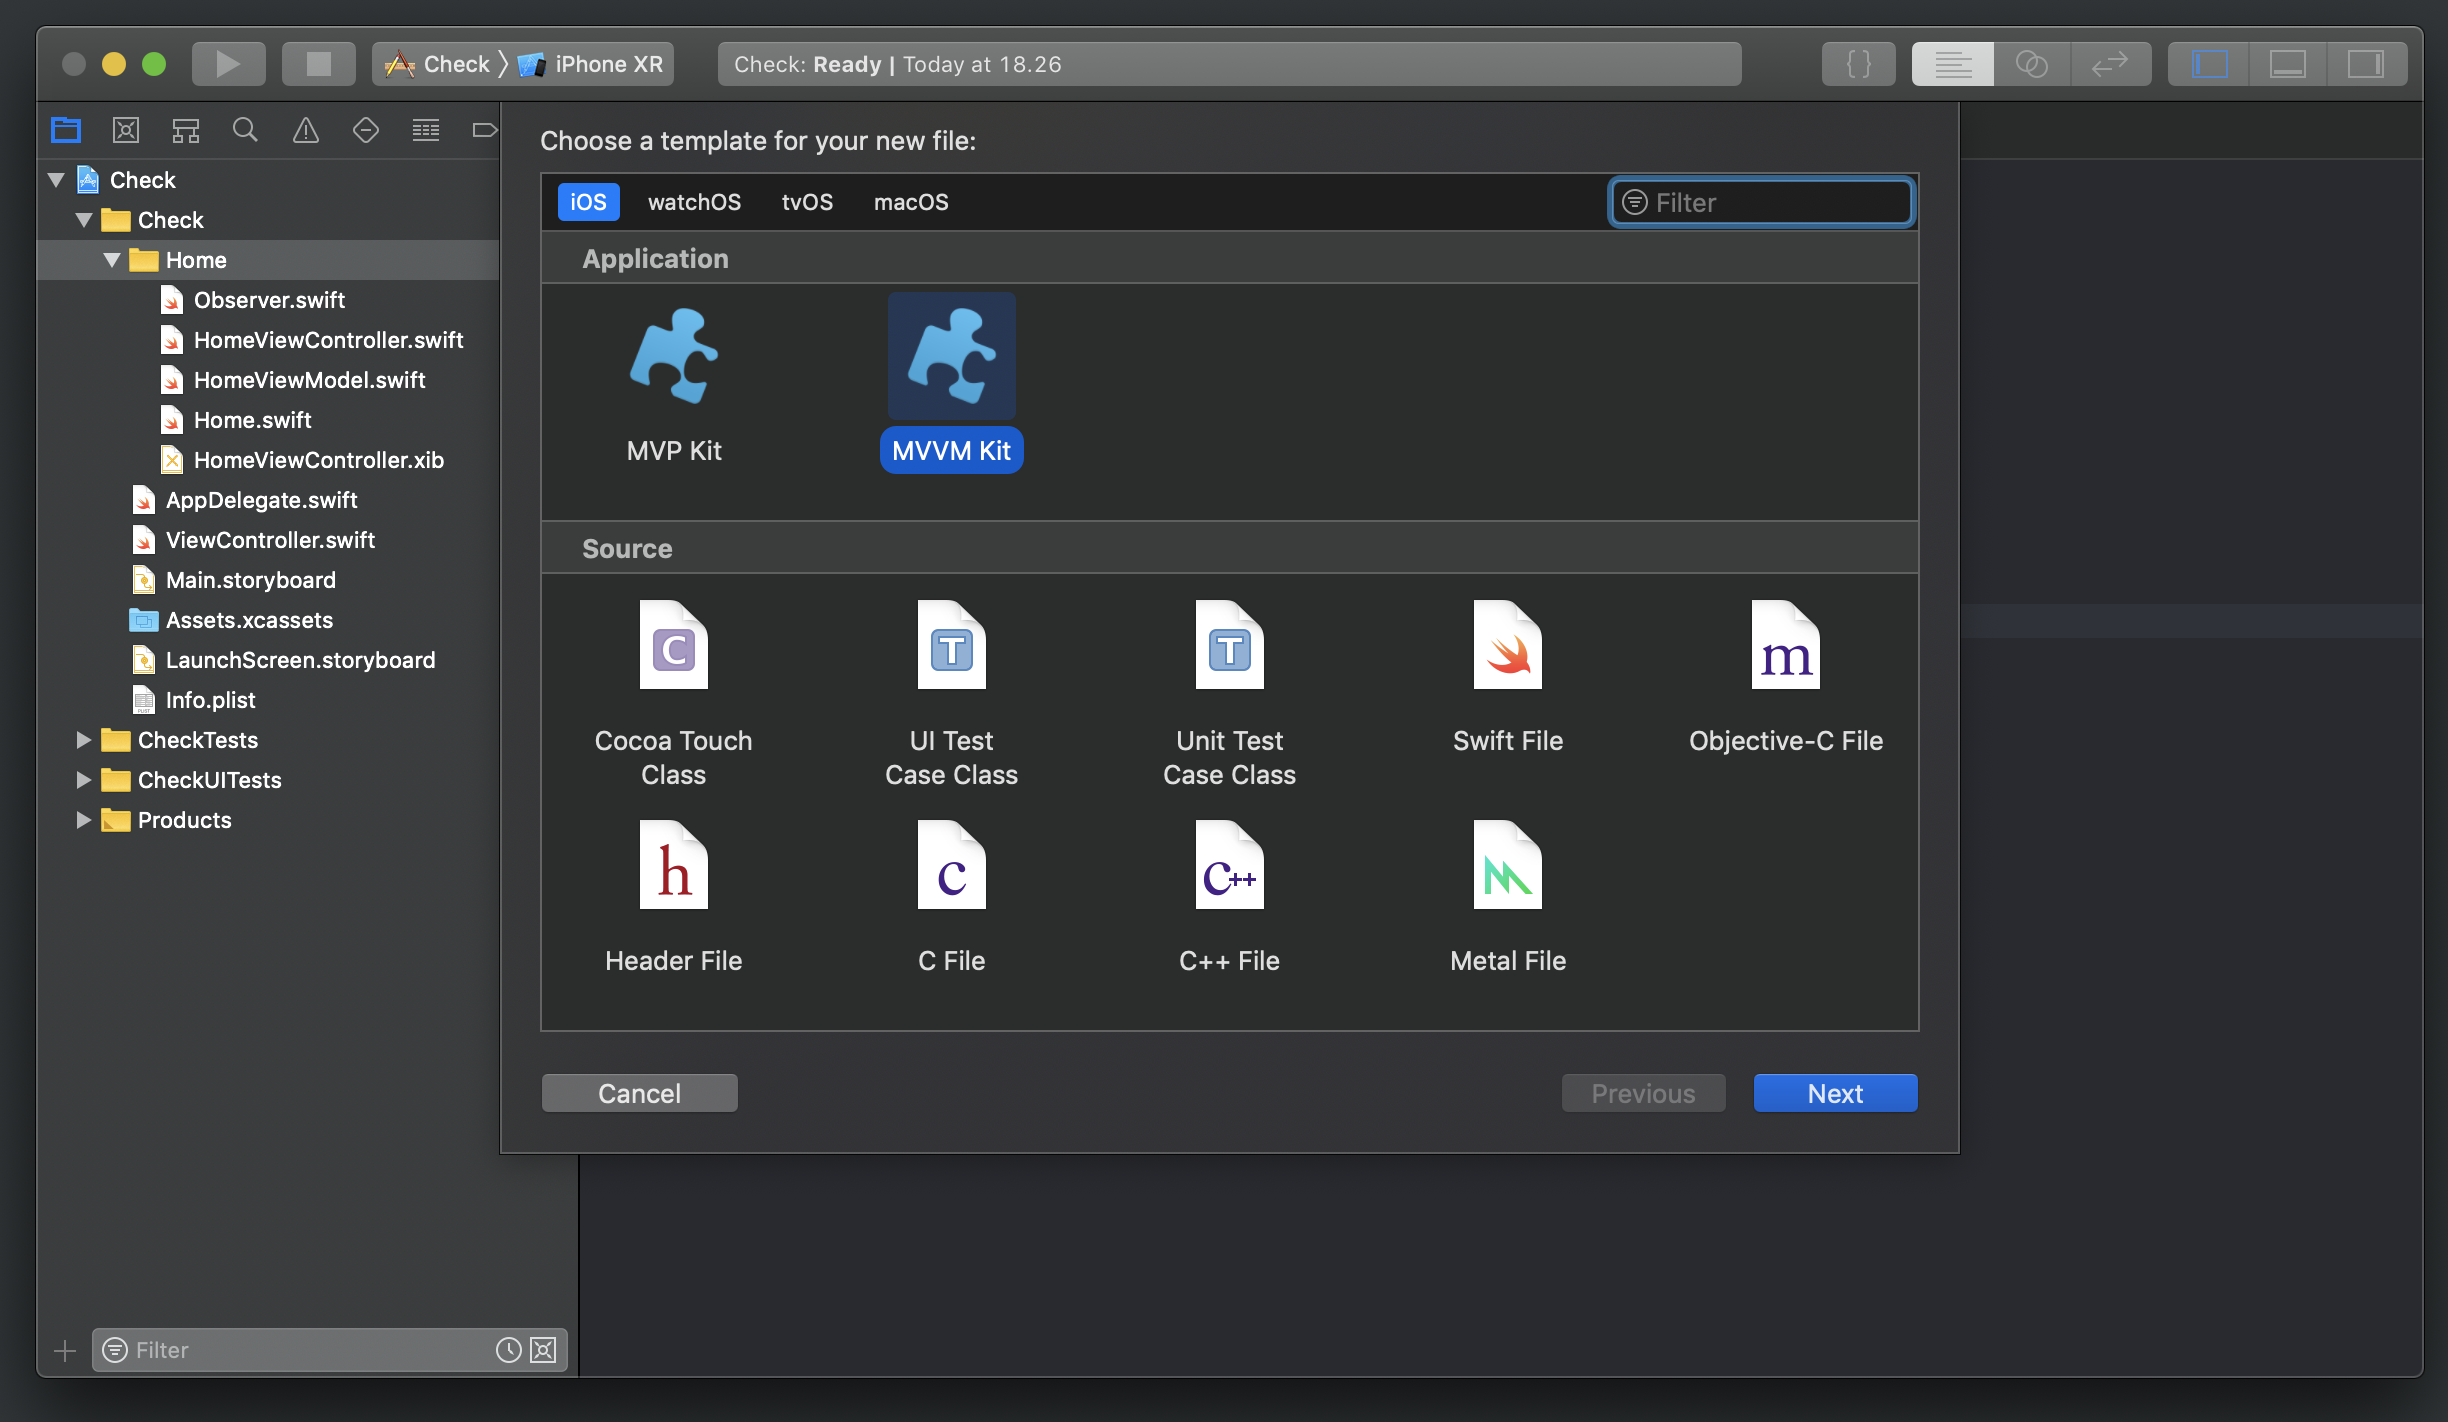 Check 〉 iPhone XR
Check: Ready | Today at 18.26
Choose a template for your new file:
iOS watchOS tvOS macOS
Filter
Check
Check
Home
Observer.swift
HomeViewController.swift
HomeViewModel.swift
Home.swift
HomeViewController.xib
AppDelegate.swift
ViewController.swift
Main.storyboard
Assets.xcassets
LaunchScreen.storyboard
Info.plist
CheckTests
CheckUITests
Products
Filter
Application
MVP Kit
MVVM Kit
Source
C
T
T
m
Cocoa Touch
Class
UI Test
Case Class
Unit Test
Case Class
Swift File
Objective-C File
h
c
C++
Header File
C File
C++ File
Metal File
Cancel
Previous
Next